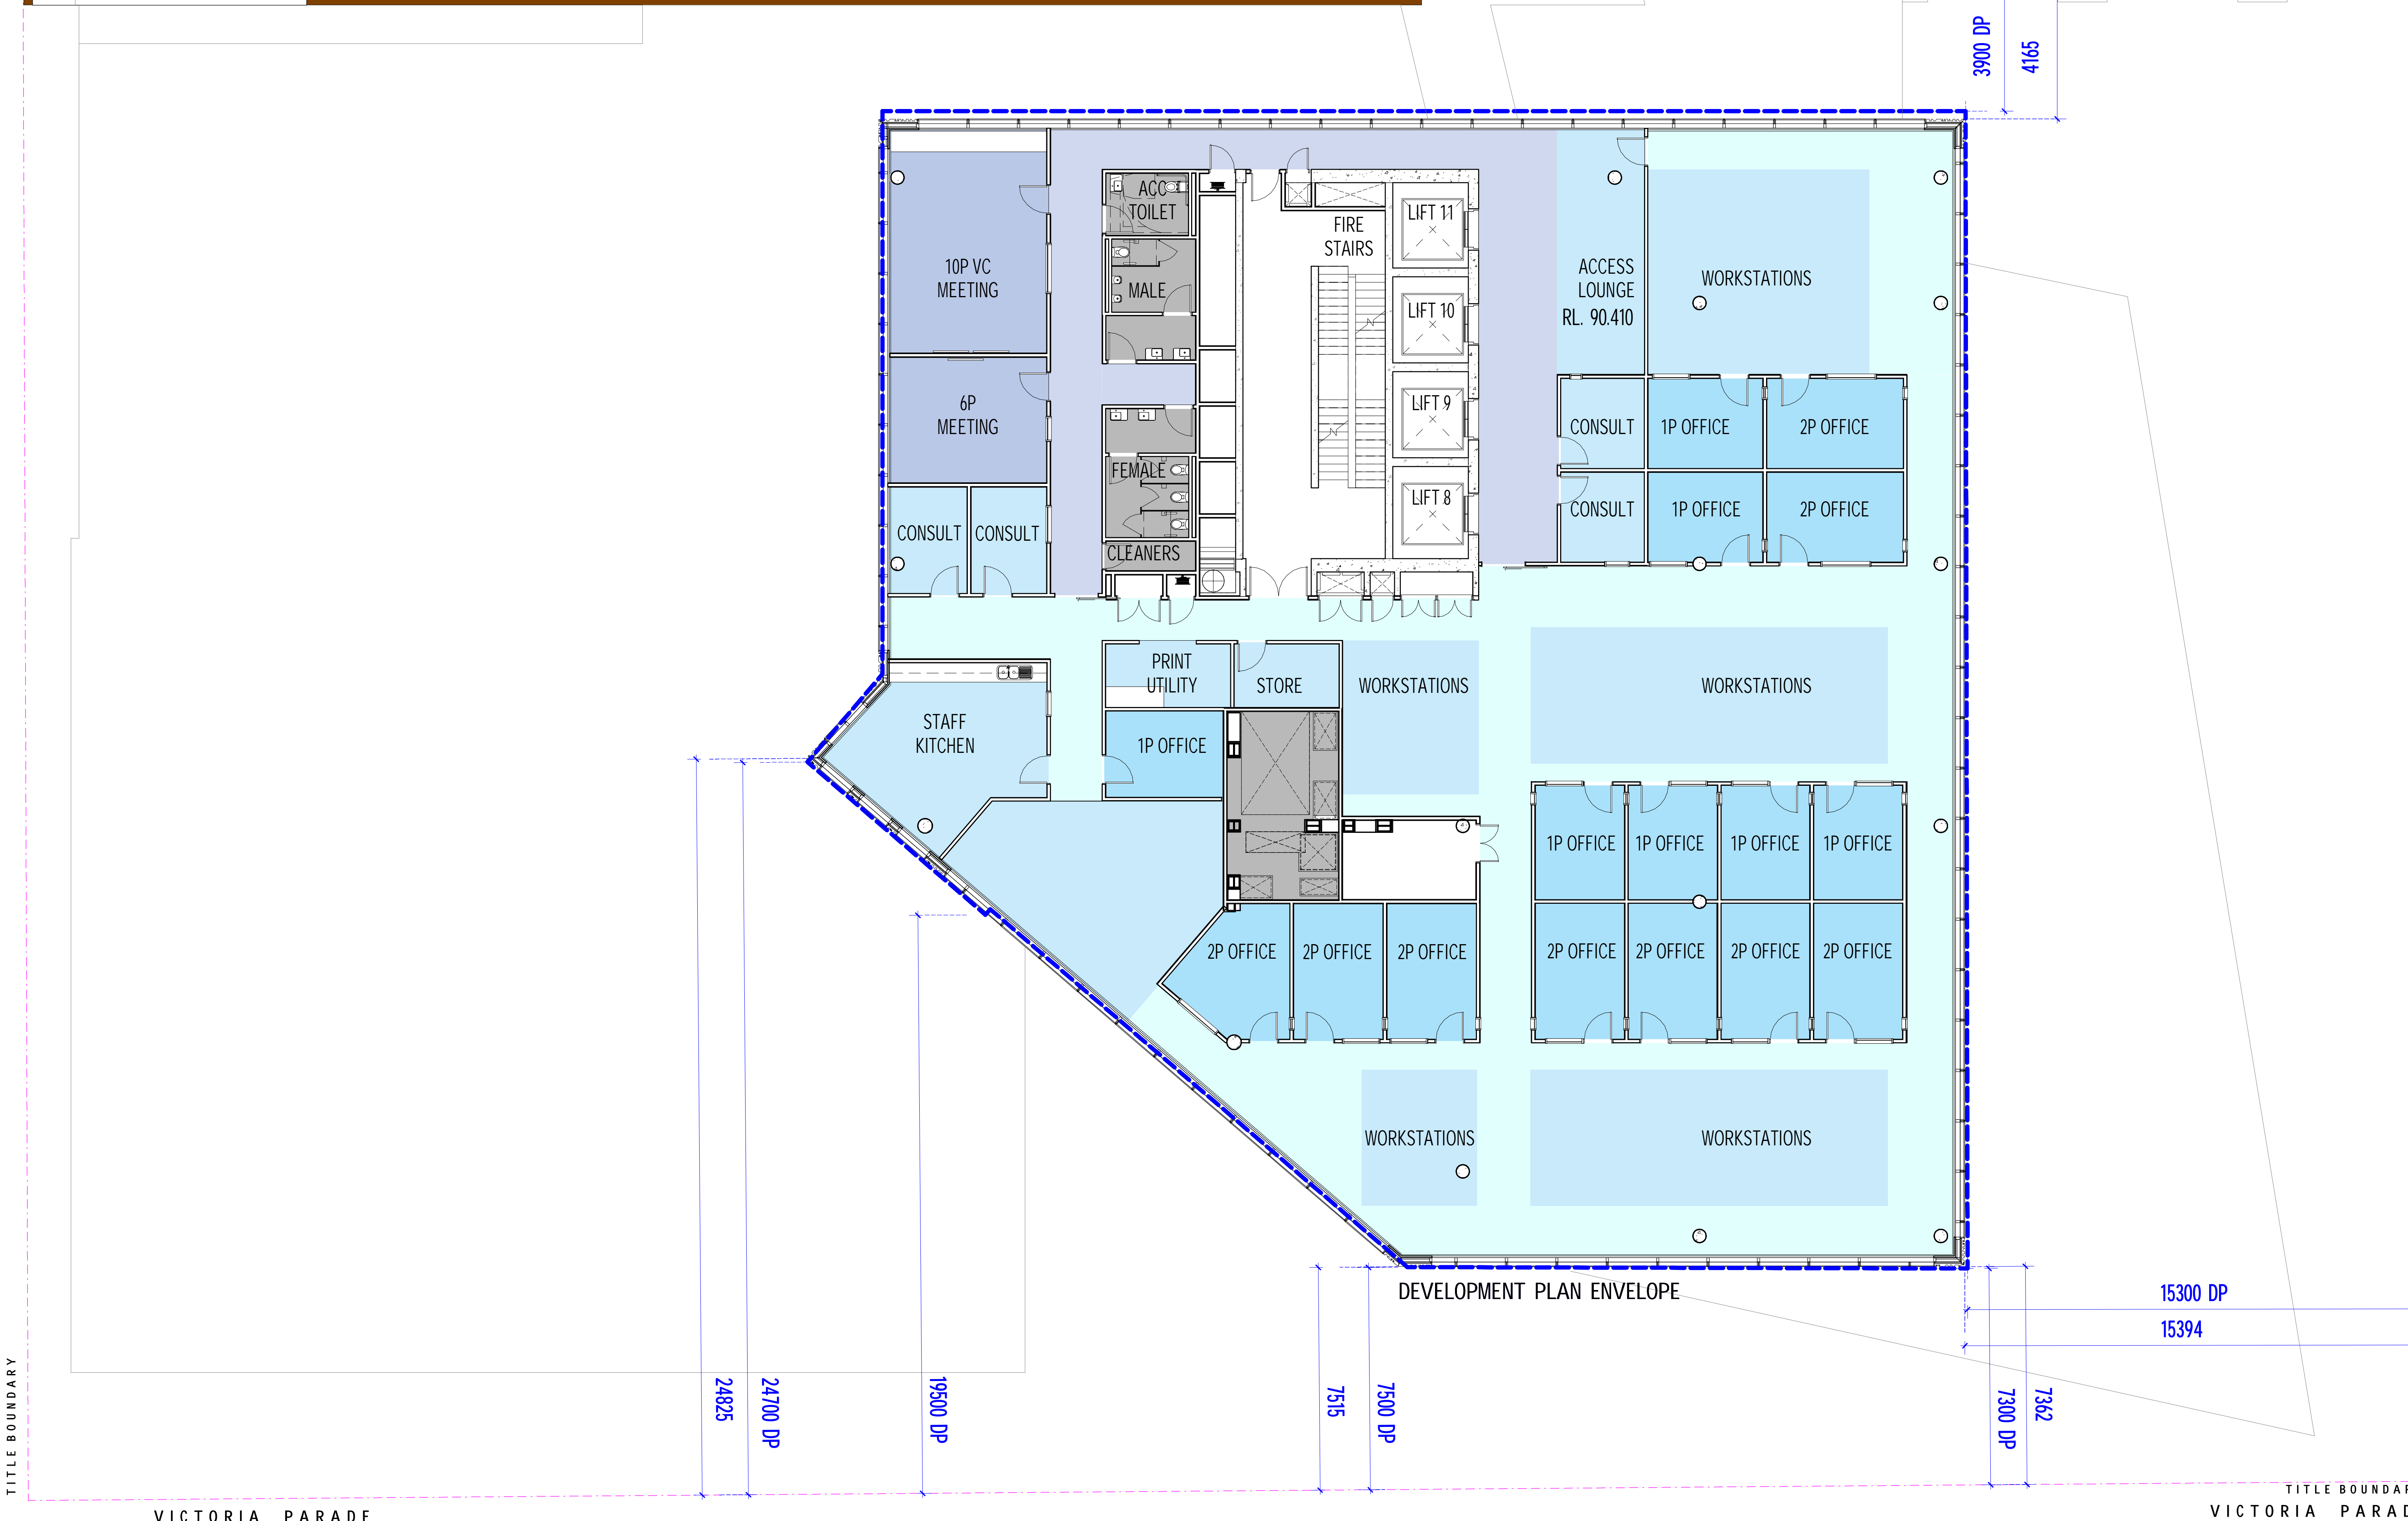 3900 DP
4165
ACC
TOILET
FIRE
STAIRS
LIFT 11
10P VC
MEETING
MALE
LIFT 10
ACCESS
LOUNGE
RL. 90.410
WORKSTATIONS
6P
MEETING
LIFT 9
CONSULT
1P OFFICE
2P OFFICE
FEMALE
LIFT 8
CONSULT
1P OFFICE
2P OFFICE
CONSULT
CONSULT
CLEANERS
PRINT
UTILITY
STORE
WORKSTATIONS
WORKSTATIONS
STAFF
KITCHEN
1P OFFICE
1P OFFICE
1P OFFICE
1P OFFICE
1P OFFICE
2P OFFICE
2P OFFICE
2P OFFICE
2P OFFICE
2P OFFICE
2P OFFICE
2P OFFICE
WORKSTATIONS
WORKSTATIONS
DEVELOPMENT PLAN ENVELOPE
15300 DP
15394
24825
24700 DP
19500 DP
7515
7500 DP
7300 DP
7362
TITLE BOUNDARY
VICTORIA PARADE
TITLE BOUNDAR
VICTORIA PARAD